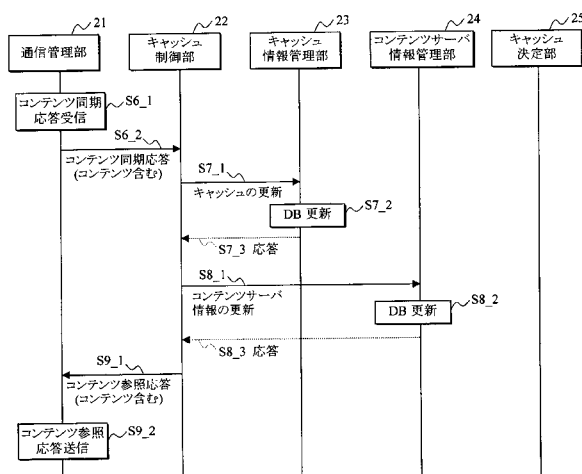 21
22
23
24
25
通信管理部
キャッシュ
制御部
キャッシュ
情報管理部
コンテンツサーバ
情報管理部
キャッシュ
決定部
コンテンツ同期
応答受信
S6_1
S6_2
コンテンツ同期応答
(コンテンツ含む)
S7_1
キャッシュの更新
DB 更新
S7_2
S7_3 応答
S8_1
コンテンツサーバ
情報の更新
DB 更新
S8_2
S8_3 応答
S9_1
コンテンツ参照応答
(コンテンツ含む)
コンテンツ参照
応答送信
S9_2